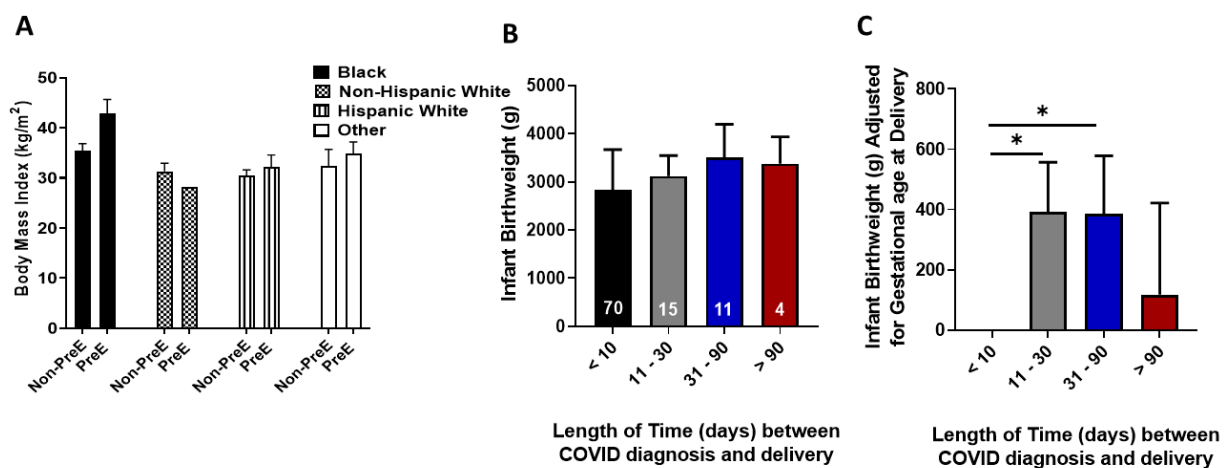 A
Body Mass Index (kg/m²)
50
40
30
20
10
0
Black
Non-Hispanic White
Hispanic White
Other
Non-PreE
PreE
Non-PreE
PreE
Non-PreE
PreE
Non-PreE
PreE
B
Infant Birthweight (g)
5000
4000
3000
2000
1000
0
70
15
11
4
< 10
11 - 30
31 - 90
> 90
Length of Time (days) between
COVID diagnosis and delivery
C
Infant Birthweight (g) Adjusted
for Gestational age at Delivery
800
600
400
200
0
*
*
< 10
11 - 30
31 - 90
> 90
Length of Time (days) between
COVID diagnosis and delivery